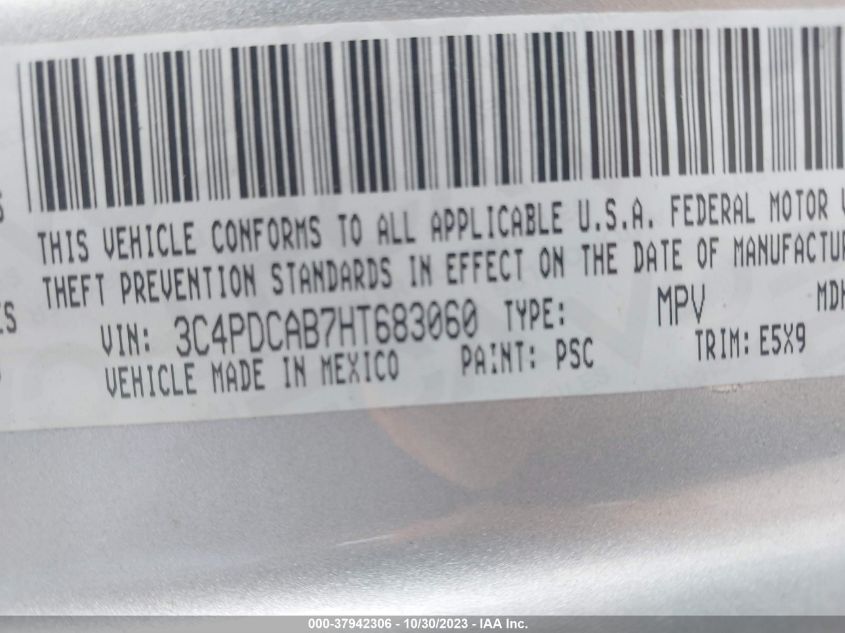 THIS VEHICLE CONFORMS TO ALL APPLICABLE U.S.A. FEDERAL MOTOR
THEFT PREVENTION STANDARDS IN EFFECT ON THE DATE OF MANUFACTU
VIN: 3C4PDCAB7HT683060 TYPE: MPV MDH
VEHICLE MADE IN MEXICO PAINT: PSC TRIM: E5X9
000-37942306 - 10/30/2023 - IAA Inc.